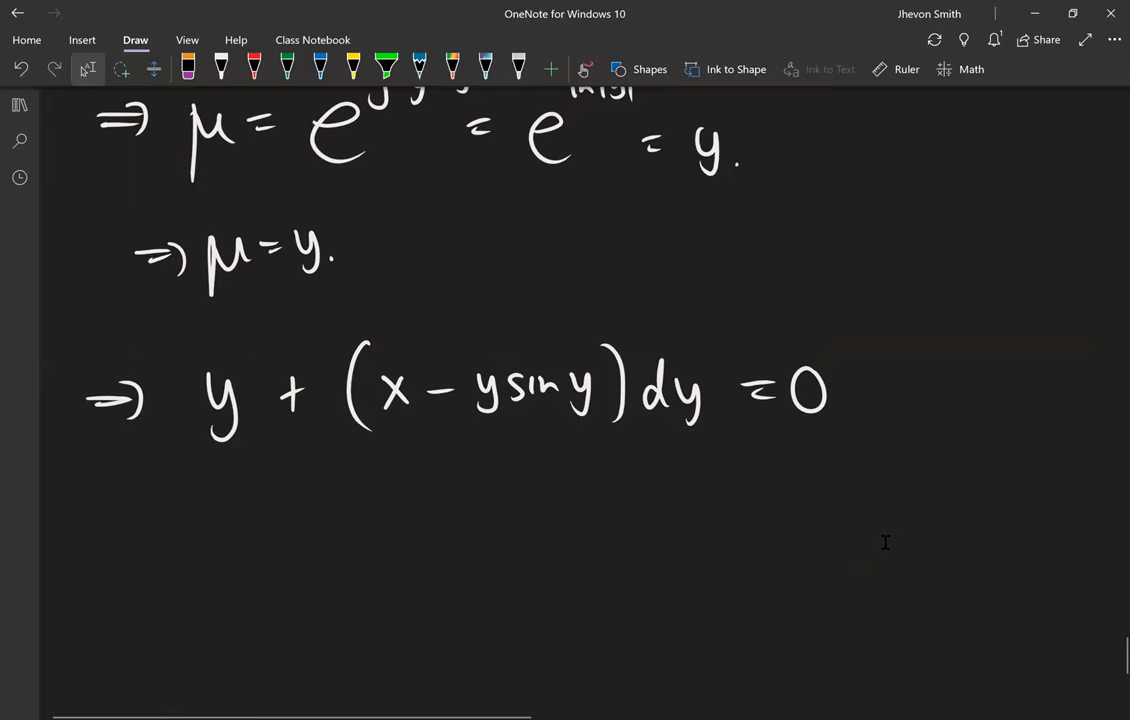 OneNote for Windows 10
Jhevon Smith
Home Insert Draw View Help Class Notebook
Share
Shapes Ink to Shape Ink to Text Ruler Math
⇒ μ = e = e = y.
⇒ μ = y.
⇒ y + (x - y sin y) dy = 0